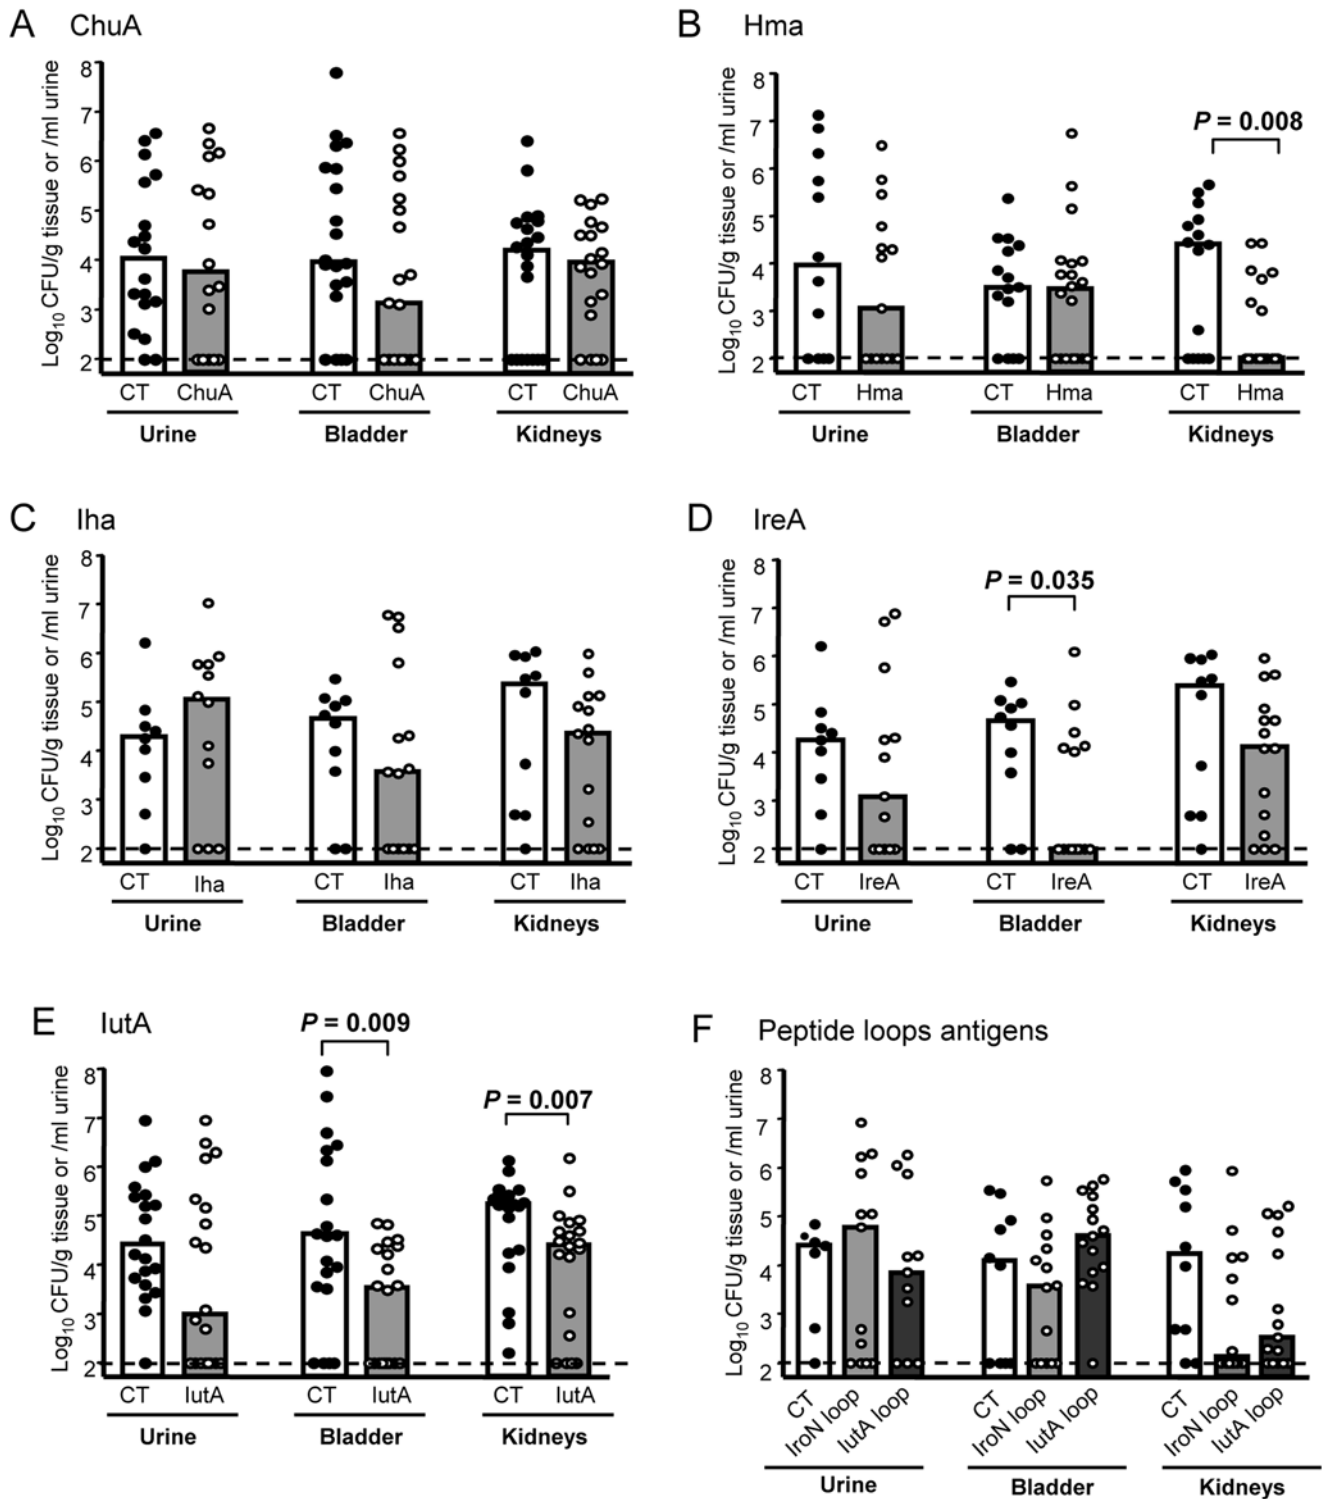 A ChuA
Log10 CFU/g tissue or /ml urine
8
7
6
5
4
3
2
CT ChuA CT ChuA CT ChuA
Urine Bladder Kidneys
B Hma
Log10 CFU/g tissue or /ml urine
8
7
6
5
4
3
2
P = 0.008
CT Hma CT Hma CT Hma
Urine Bladder Kidneys
C Iha
Log10 CFU/g tissue or /ml urine
8
7
6
5
4
3
2
CT Iha CT Iha CT Iha
Urine Bladder Kidneys
D IreA
Log10 CFU/g tissue or /ml urine
8
7
6
5
4
3
2
P = 0.035
CT IreA CT IreA CT IreA
Urine Bladder Kidneys
E IutA
Log10 CFU/g tissue or /ml urine
8
7
6
5
4
3
2
P = 0.009
P = 0.007
CT IutA CT IutA CT IutA
Urine Bladder Kidneys
F Peptide loops antigens
Log10 CFU/g tissue or /ml urine
8
7
6
5
4
3
2
CT IroN loop IutA loop CT IroN loop IutA loop CT IroN loop IutA loop
Urine Bladder Kidneys